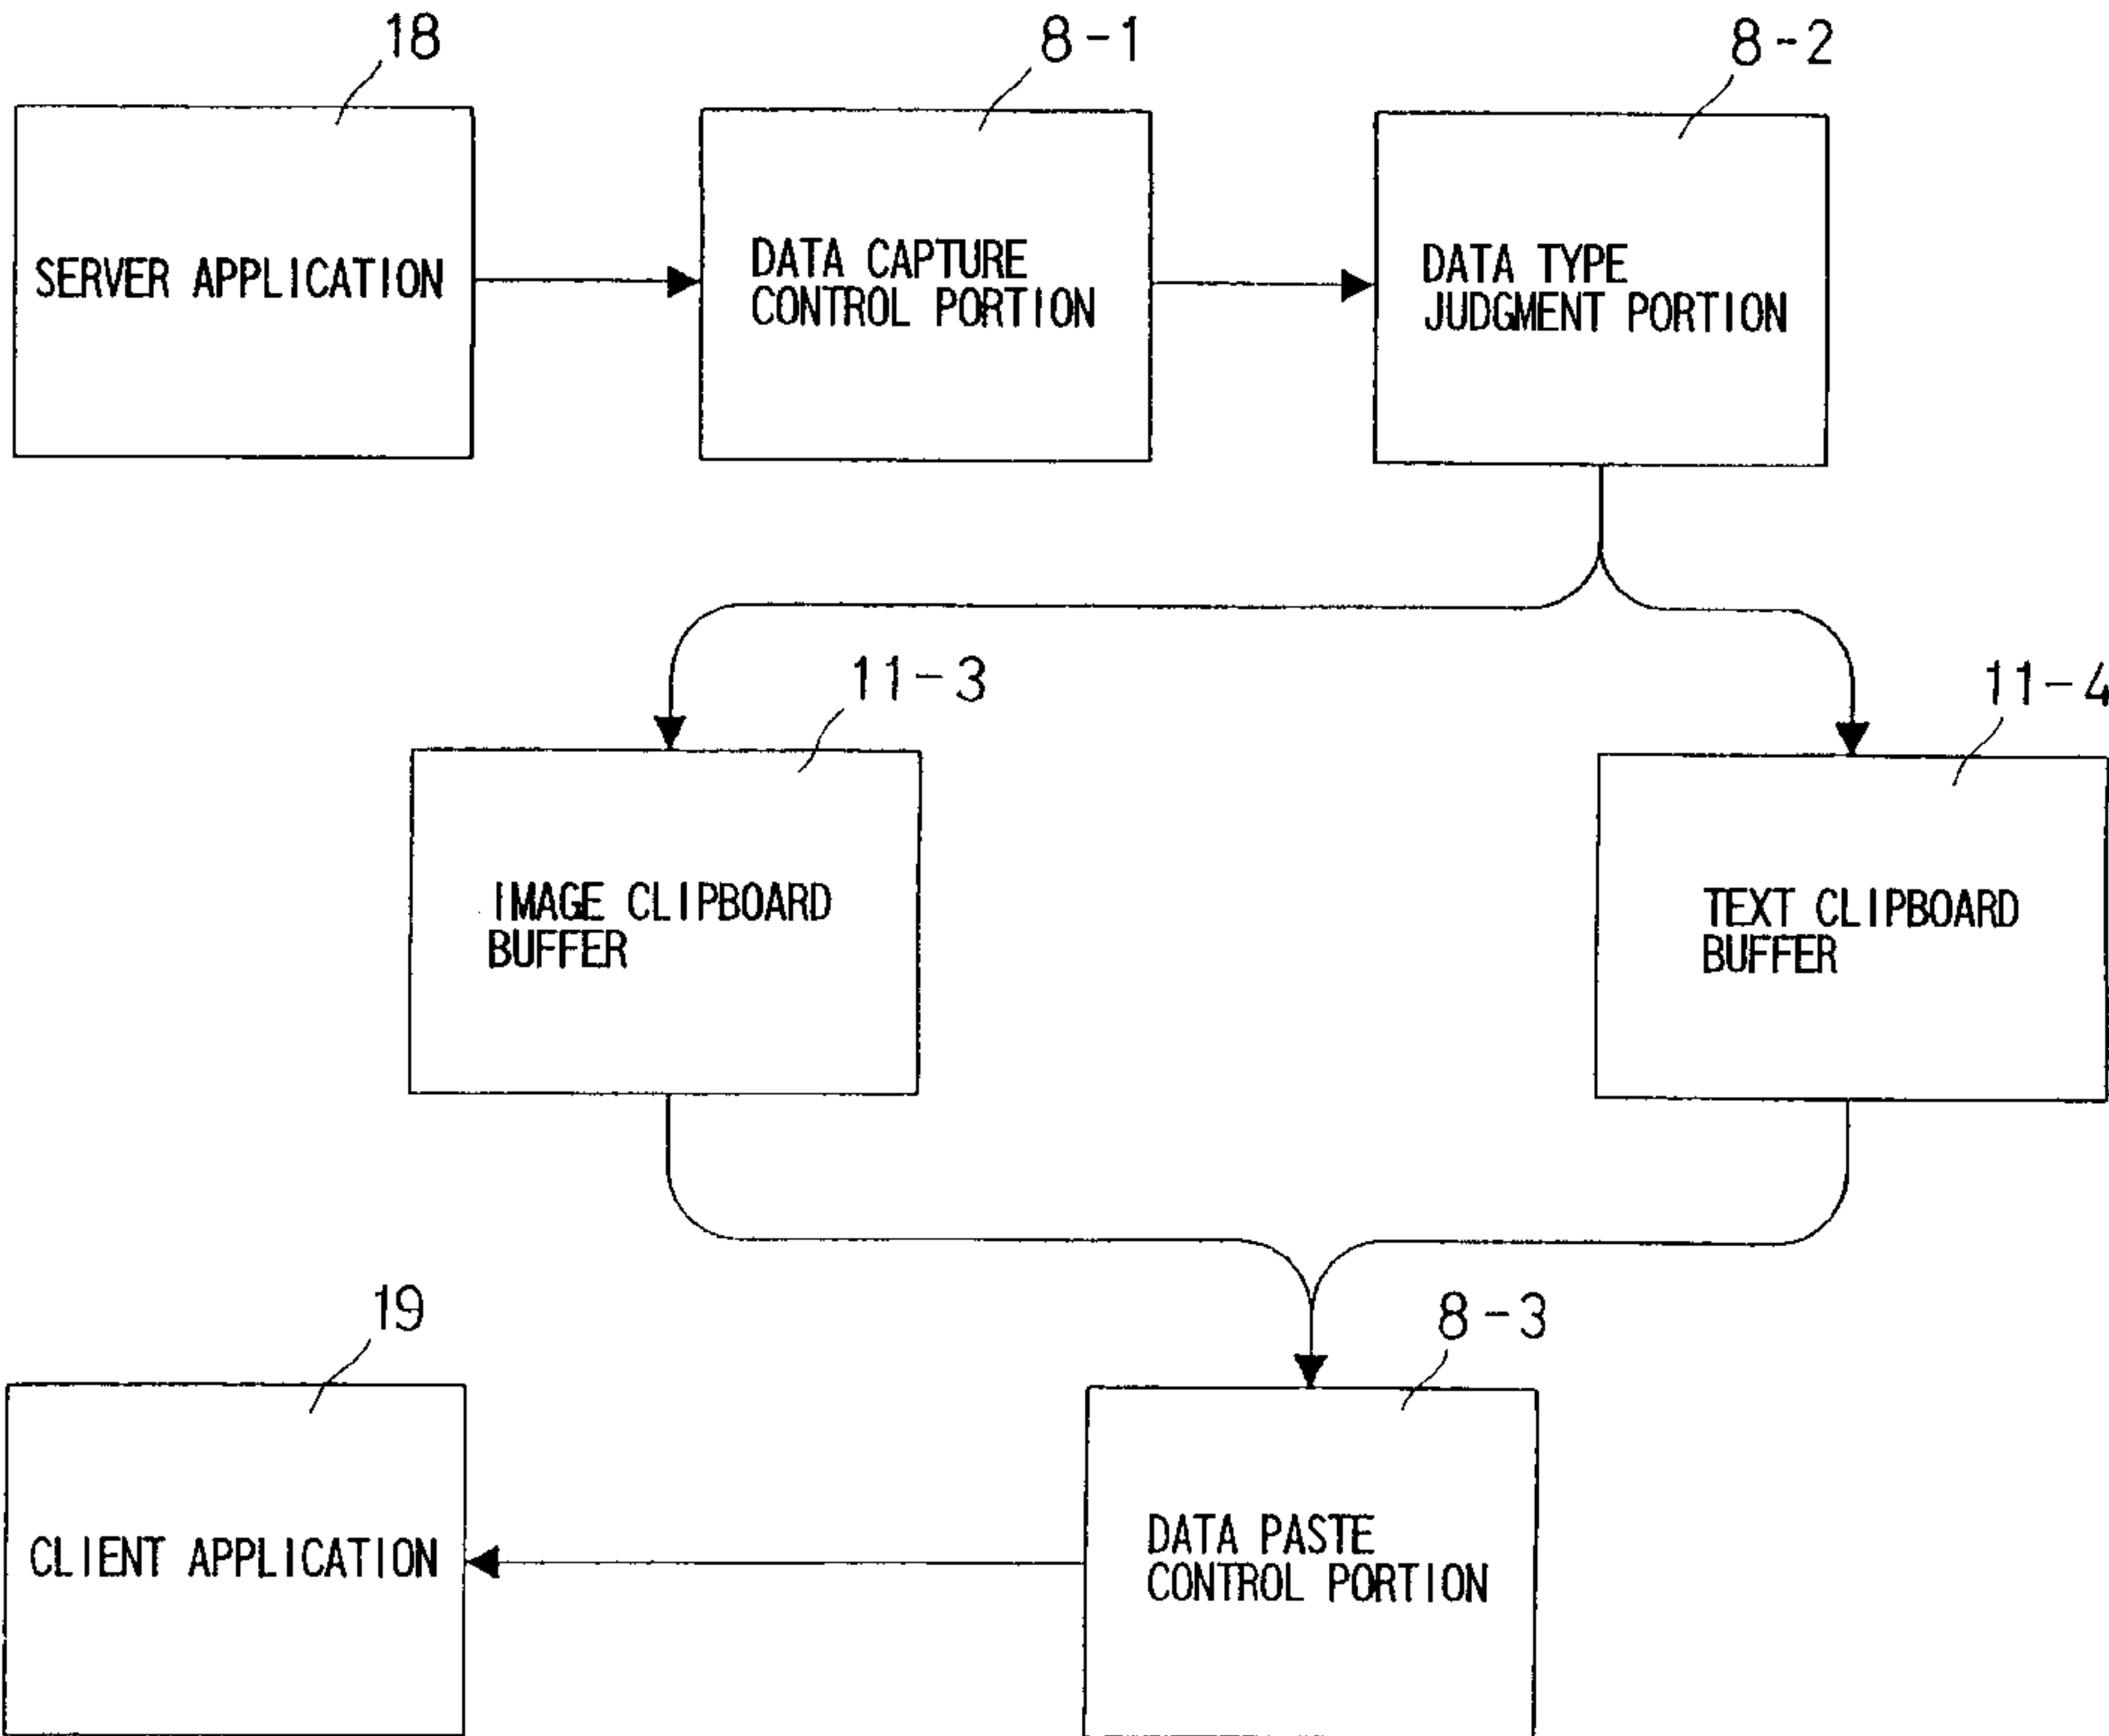 18
8-1
8-2
SERVER APPLICATION
DATA CAPTURE
CONTROL PORTION
DATA TYPE
JUDGMENT PORTION
11-3
11-4
IMAGE CLIPBOARD
BUFFER
TEXT CLIPBOARD
BUFFER
19
8-3
CLIENT APPLICATION
DATA PASTE
CONTROL PORTION